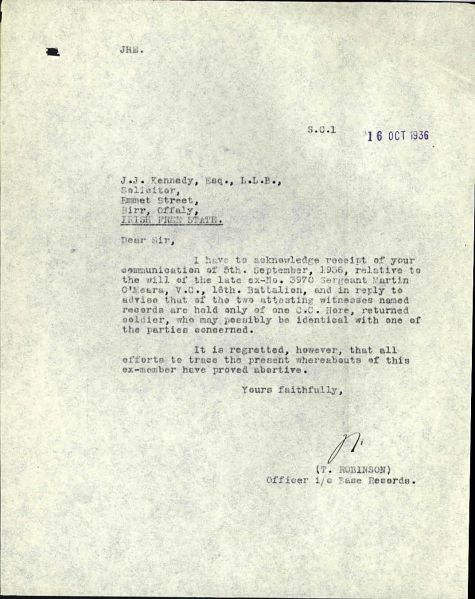 JRE.
S.C.1
16 OCT 1936
J.J. Kennedy, Esq., L.L.B.,
Solicitor,
Emmet Street,
Birr, Offaly,
IRISH FREE STATE.
Dear Sir,
I have to acknowledge receipt of your
communication of 5th. September, 1936, relative to
the will of the late ex-No. 3970 Sergeant Martin
O'Meara, V.C., 16th. Battalion, and in reply to
advise that of the two attesting witnesses named
records are held only of one C.C. Hore, returned
soldier, who may possibly be identical with one of
the parties concerned.
It is regretted, however, that all
efforts to trace the present whereabouts of this
ex-member have proved abortive.
Yours faithfully,
(T. ROBINSON)
Officer i/c Base Records.